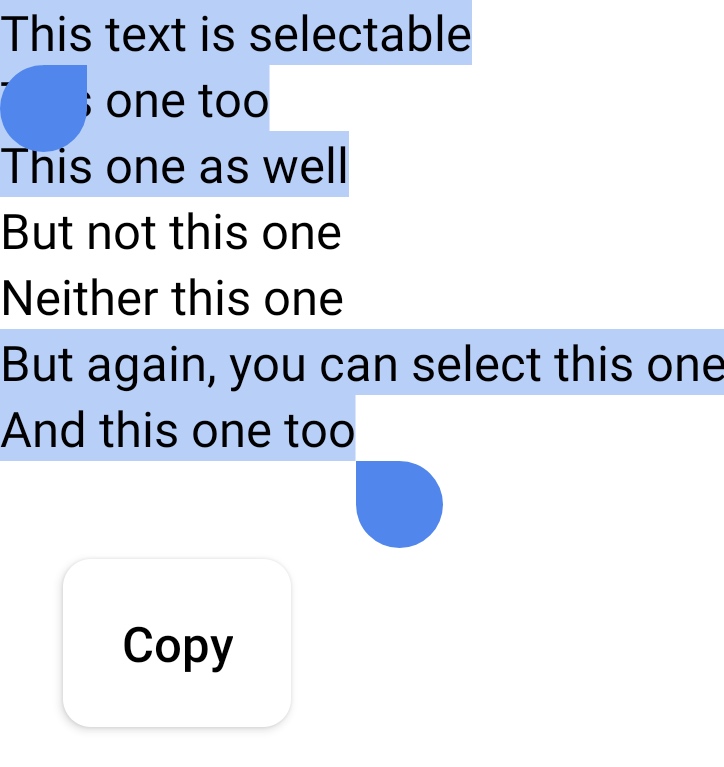 This text is selectable
one too
This one as well
But not this one
Neither this one
But again, you can select this one
And this one too
Copy